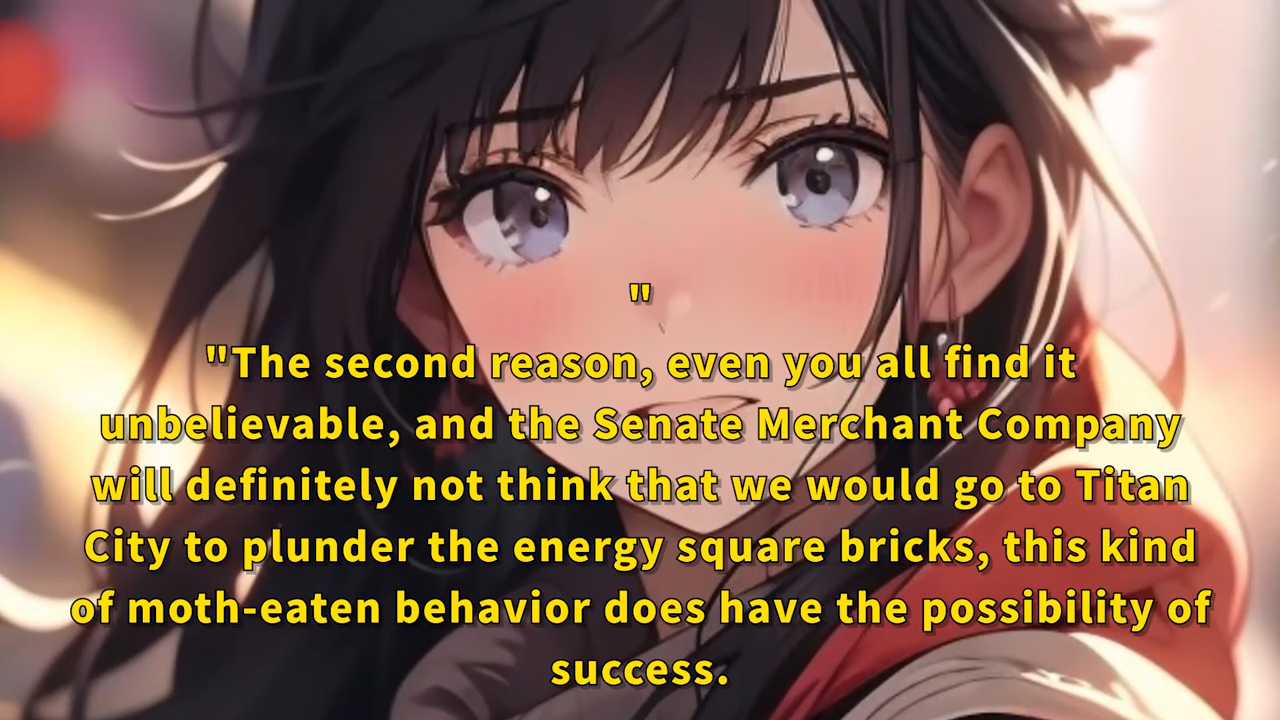 "
"The second reason, even you all find it
unbelievable, and the Senate Merchant Company
will definitely not think that we would go to Titan
City to plunder the energy square bricks, this kind
of moth-eaten behavior does have the possibility of
success.